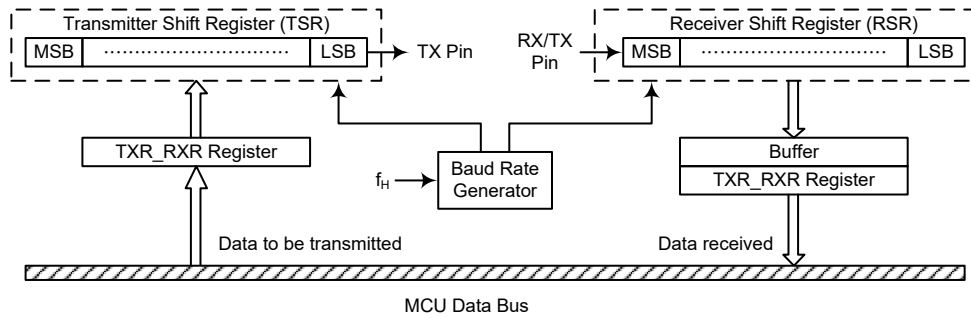 Transmitter Shift Register (TSR)
MSB ........................................ LSB
TX Pin
RX/TX
Pin
Receiver Shift Register (RSR)
MSB ........................................ LSB
TXR_RXR Register
fH
Baud Rate
Generator
Buffer
TXR_RXR Register
Data to be transmitted
Data received
MCU Data Bus